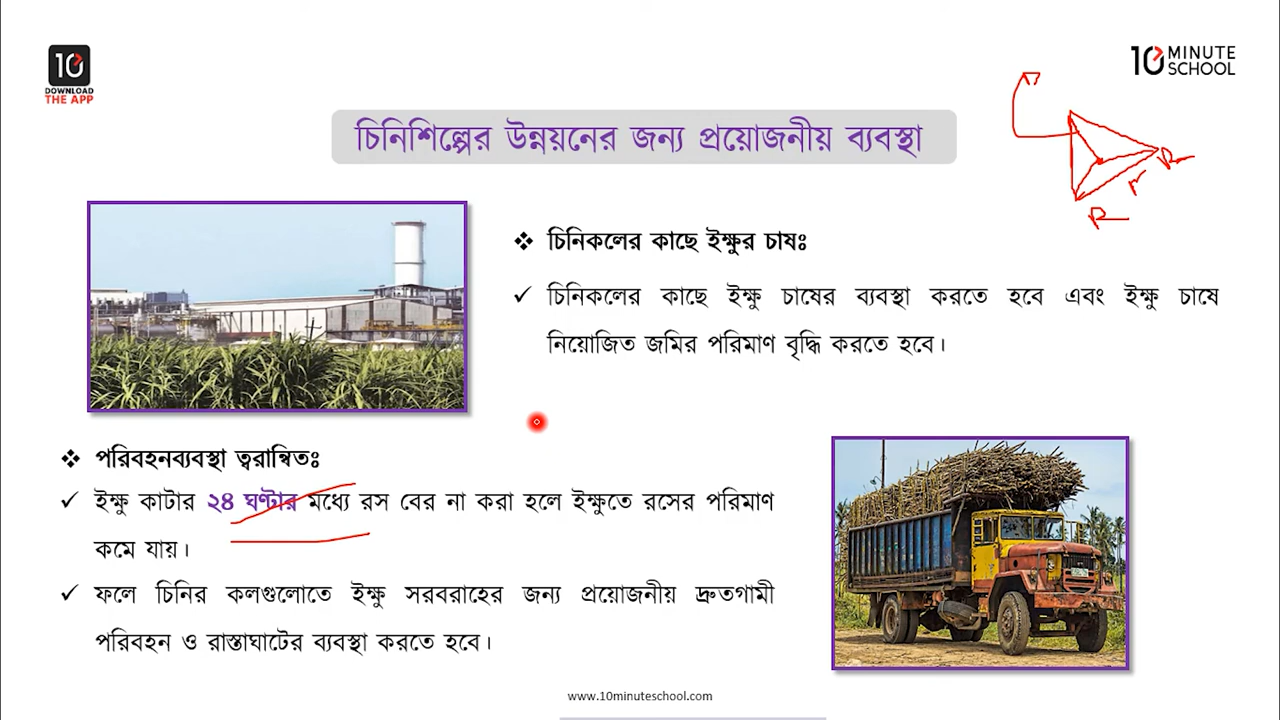 10
DOWNLOAD
THE APP
10 MINUTE
SCHOOL
চিনিশিল্পের উন্নয়নের জন্য প্রয়োজনীয় ব্যবস্থা
M
R
r
R
❖ চিনিকলের কাছে ইক্ষুর চাষঃ
✓ চিনিকলের কাছে ইক্ষু চাষের ব্যবস্থা করতে হবে এবং ইক্ষু চাষে
নিয়োজিত জমির পরিমাণ বৃদ্ধি করতে হবে।
❖ পরিবহনব্যবস্থা ত্বরান্বিতঃ
✓ ইক্ষু কাটার ২৪ ঘণ্টার মধ্যে রস বের না করা হলে ইক্ষুতে রসের পরিমাণ
কমে যায়।
✓ ফলে চিনির কলগুলোতে ইক্ষু সরবরাহের জন্য প্রয়োজনীয় দ্রুতগামী
পরিবহন ও রাস্তাঘাটের ব্যবস্থা করতে হবে।
www.10minuteschool.com